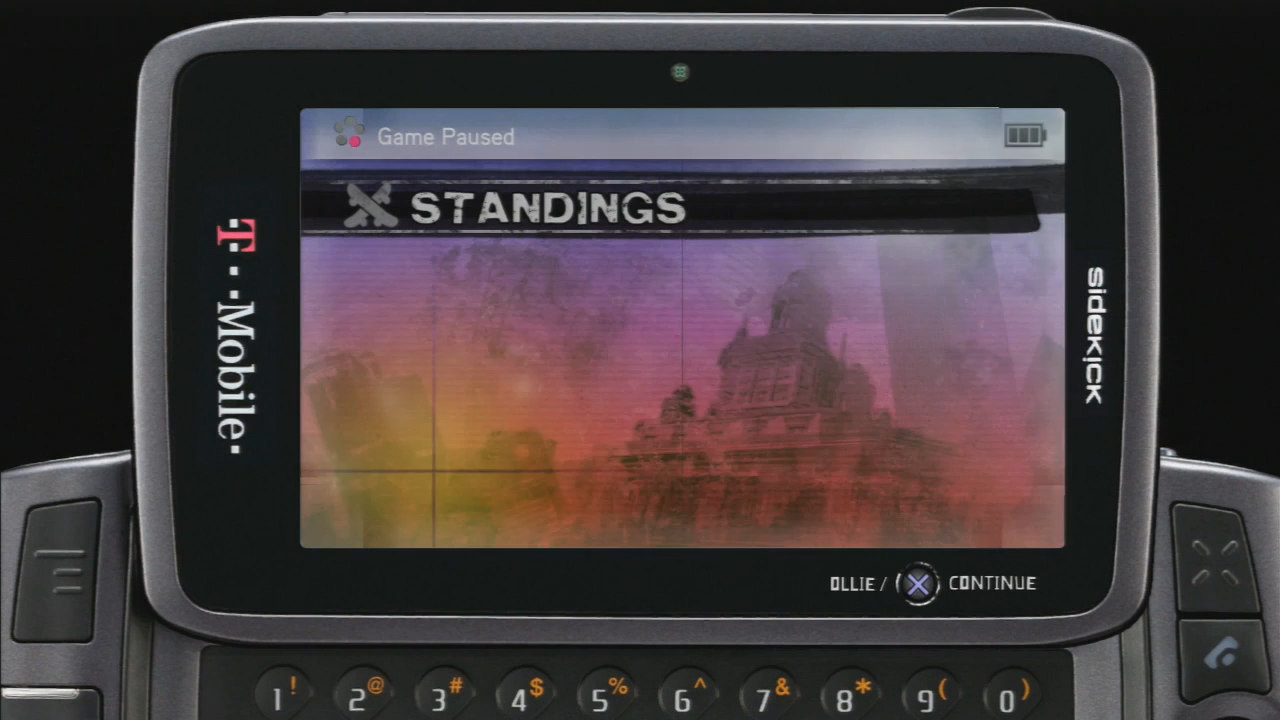 Game Paused
STANDINGS
T··Mobile·
sidekick
OLLIE / CONTINUE
1! 2@ 3# 4$ 5% 6^ 7& 8* 9( 0)